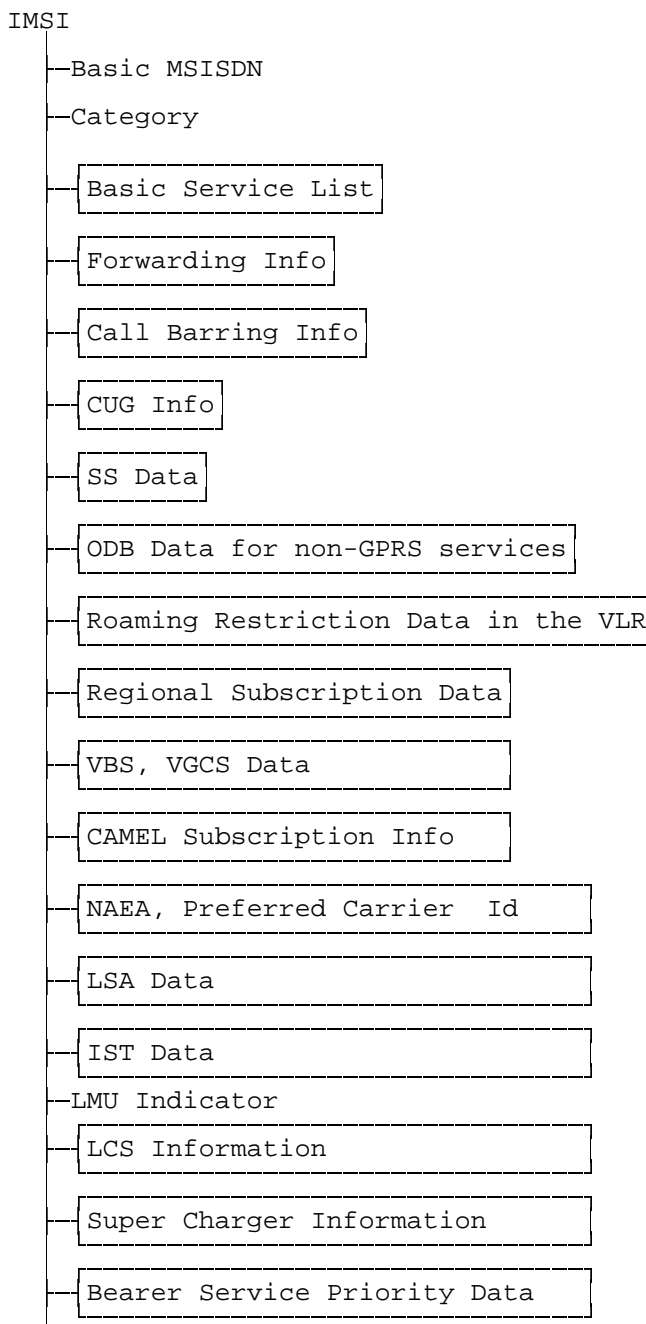 IMSI
Basic MSISDN
Category
Basic Service List
Forwarding Info
Call Barring Info
CUG Info
SS Data
ODB Data for non-GPRS services
Roaming Restriction Data in the VLR
Regional Subscription Data
VBS, VGCS Data
CAMEL Subscription Info
NAEA, Preferred Carrier Id
LSA Data
IST Data
LMU Indicator
LCS Information
Super Charger Information
Bearer Service Priority Data